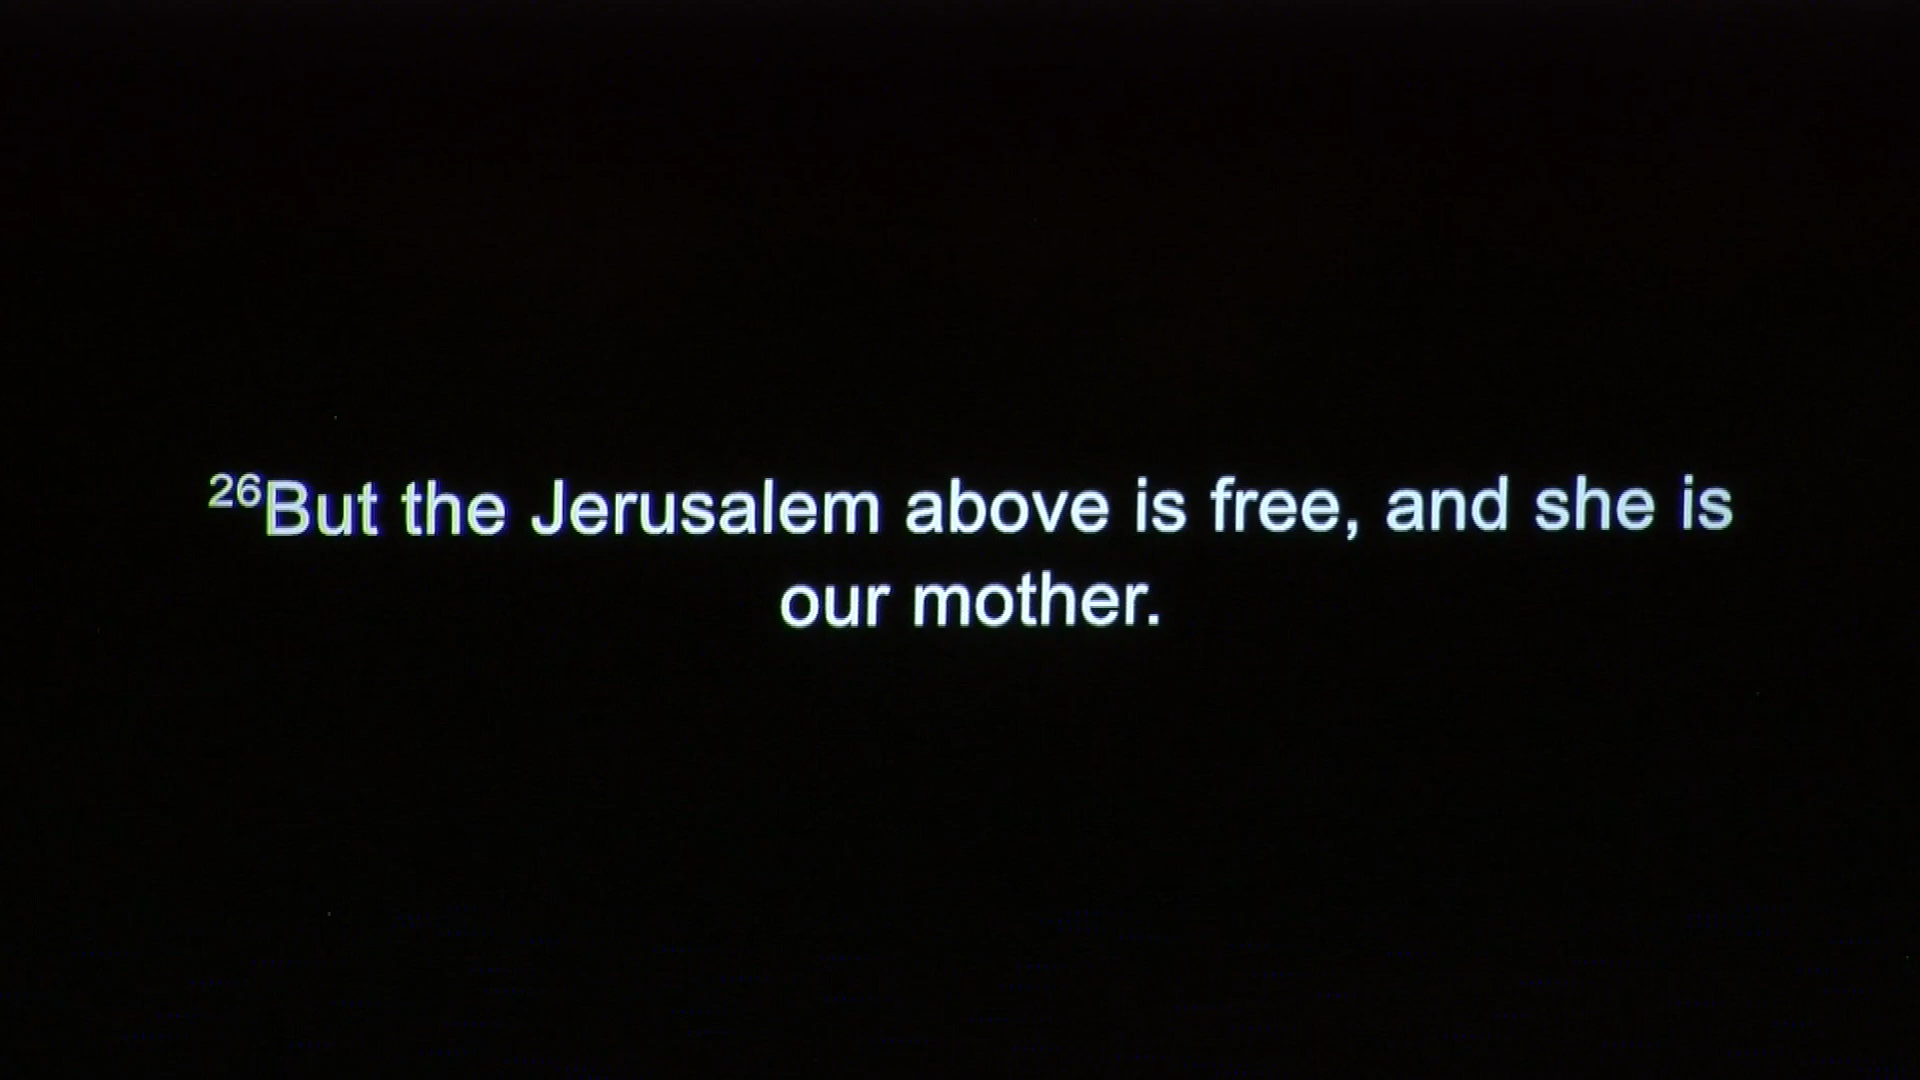 26But the Jerusalem above is free, and she is
our mother.